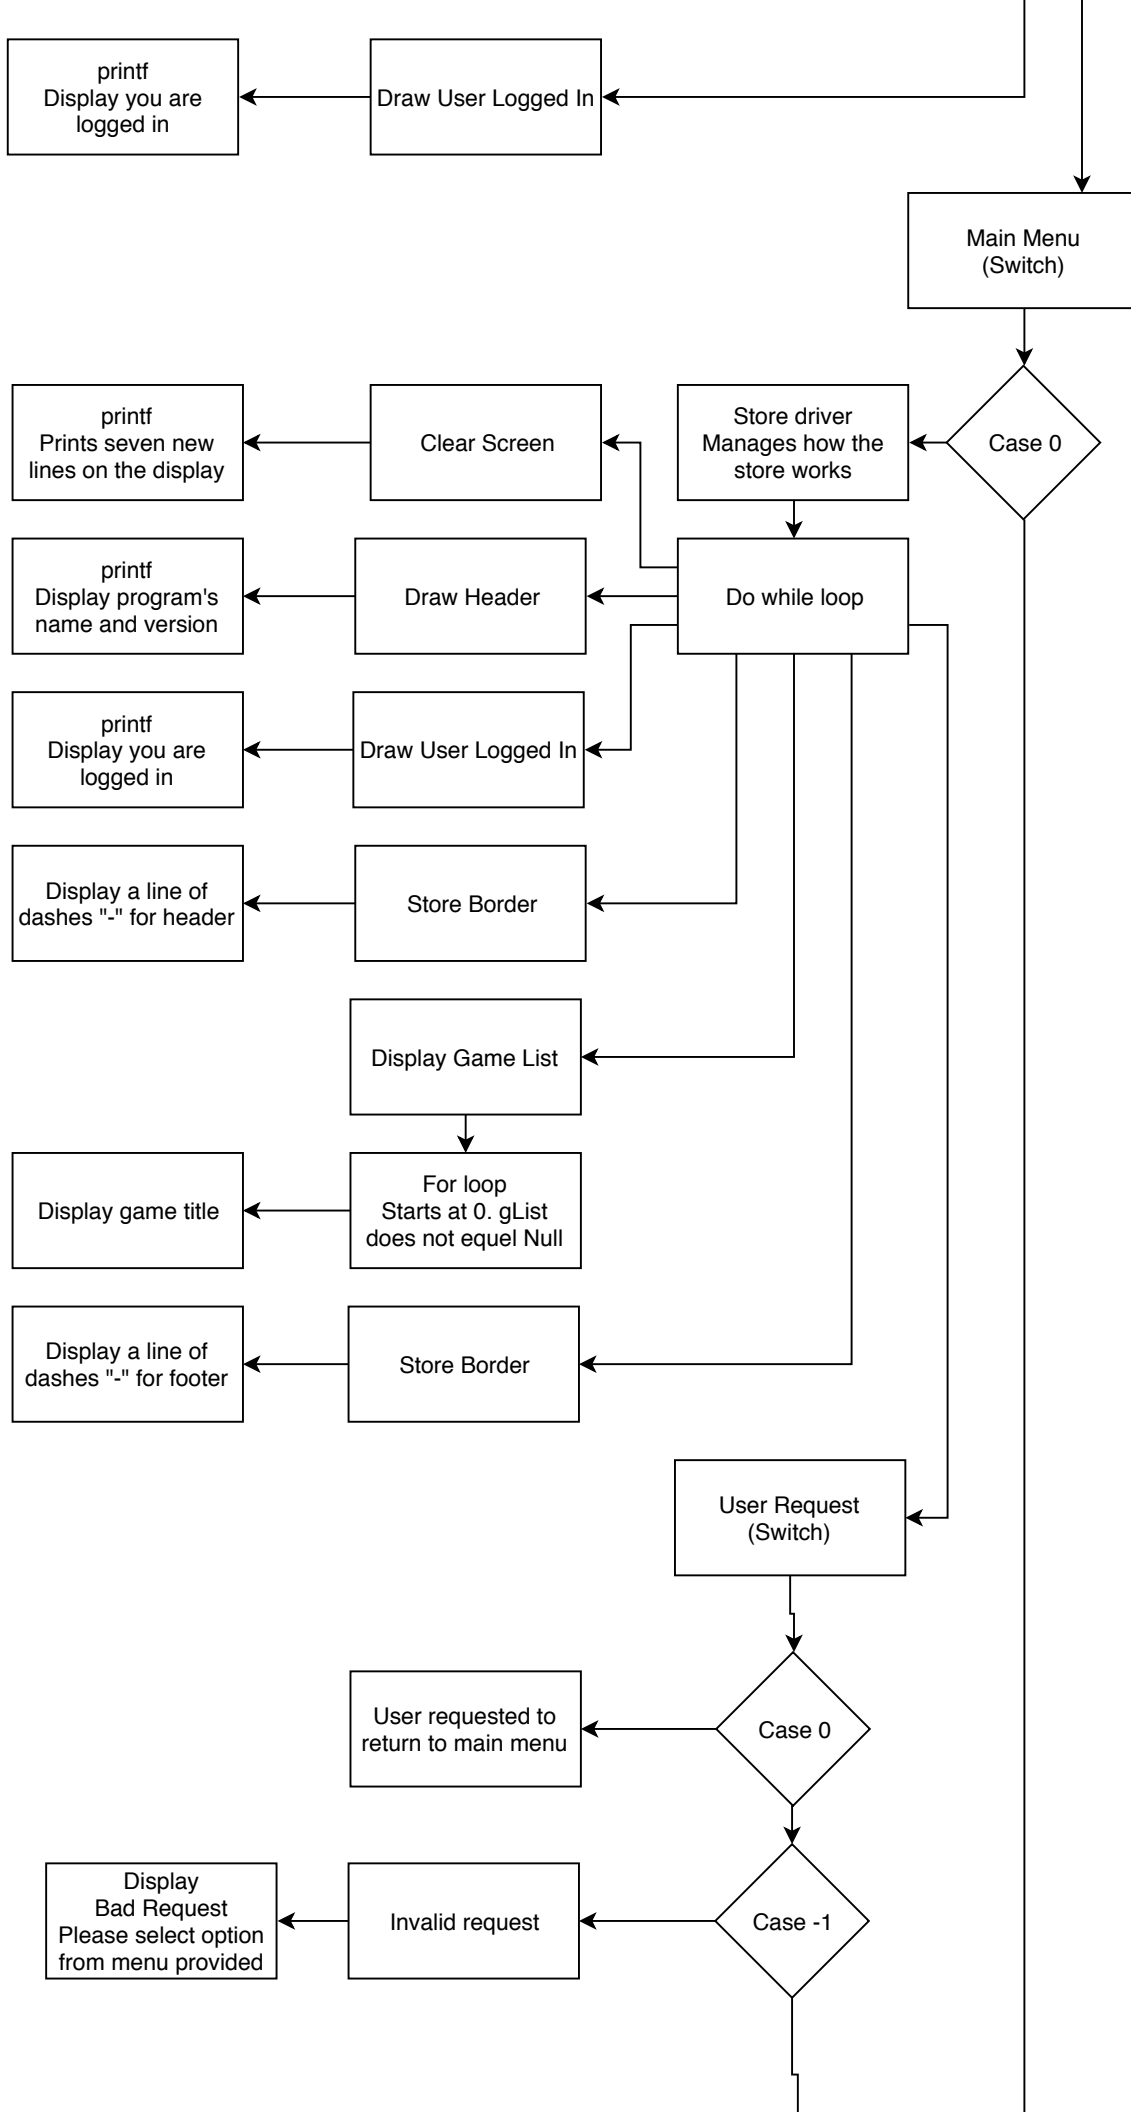 printf
Display you are
logged in
Draw User Logged In
Main Menu
(Switch)
printf
Prints seven new
lines on the display
Clear Screen
Store driver
Manages how the
store works
Case 0
printf
Display program's
name and version
Draw Header
Do while loop
printf
Display you are
logged in
Draw User Logged In
Display a line of
dashes "-" for header
Store Border
Display Game List
Display game title
For loop
Starts at 0. gList
does not equel Null
Display a line of
dashes "-" for footer
Store Border
User Request
(Switch)
User requested to
return to main menu
Case 0
Display
Bad Request
Please select option
from menu provided
Invalid request
Case -1